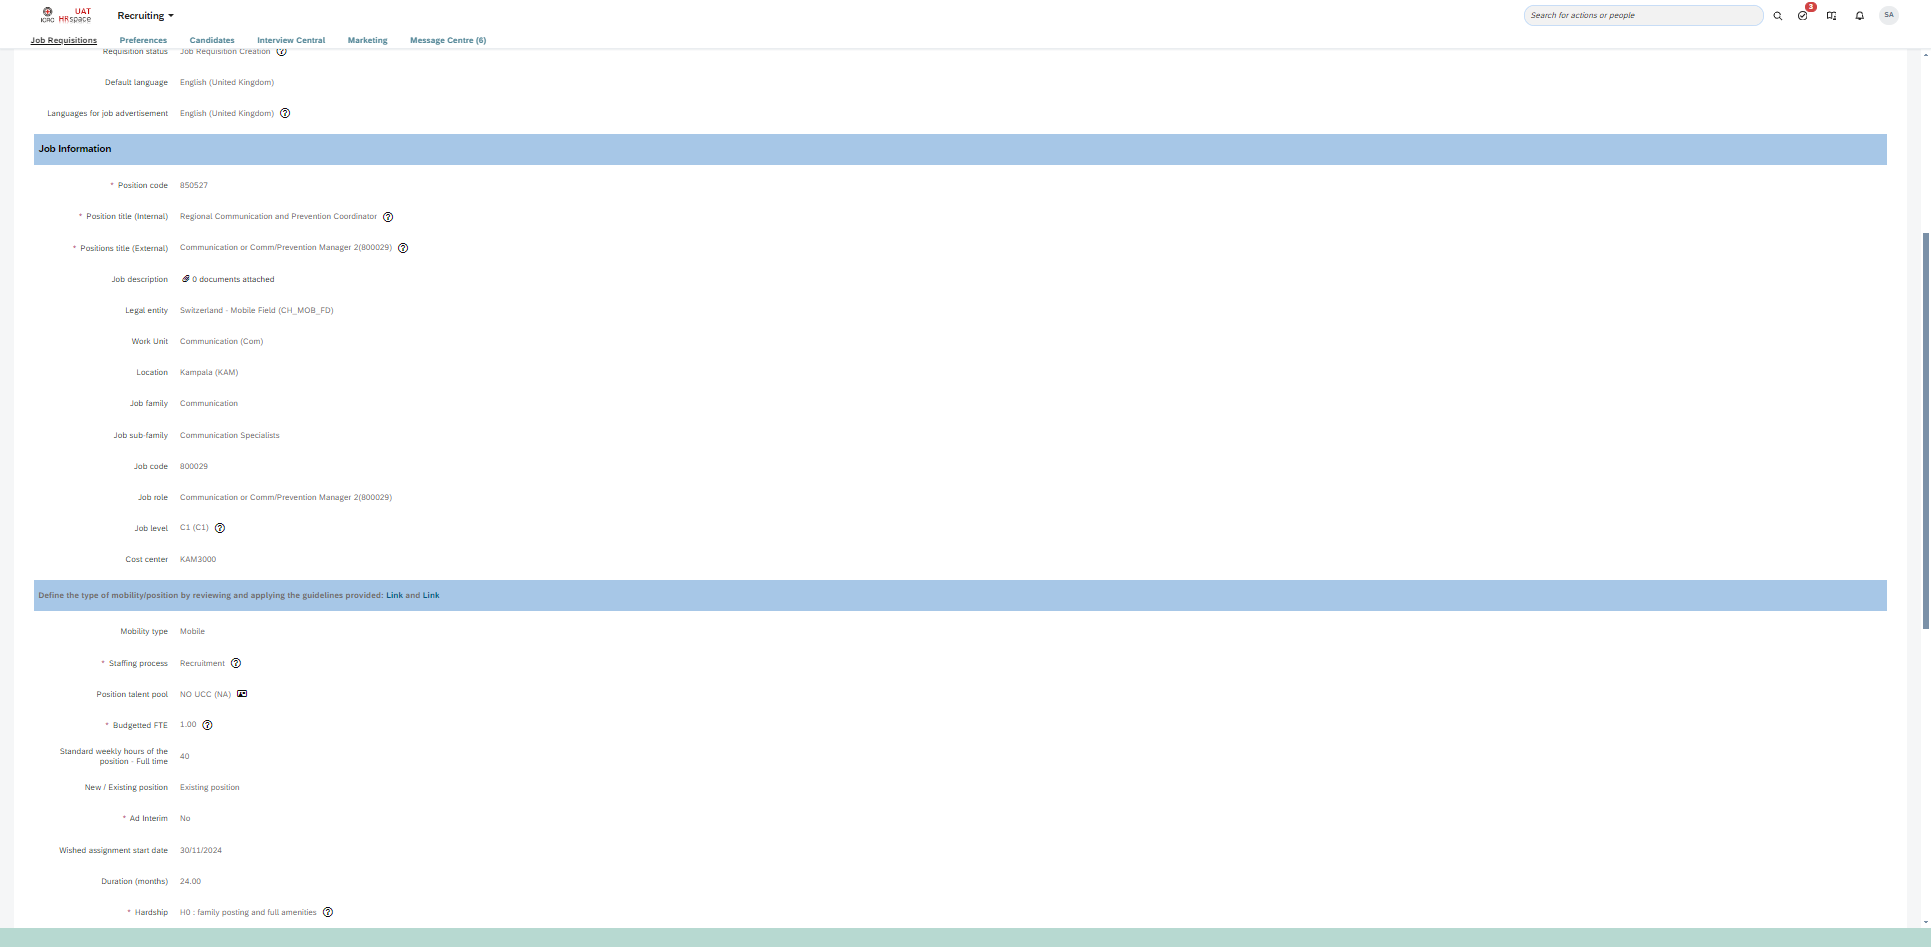 ICRC
UAT
HRspace
Recruiting
Search for actions or people
3
SA
Job Requisitions
Preferences
Candidates
Interview Central
Marketing
Message Centre (6)
Requisition status Job Requisition Creation ?
Default language English (United Kingdom)
Languages for job advertisement English (United Kingdom) ?
Job Information
* Position code 850527
* Position title (Internal) Regional Communication and Prevention Coordinator ?
* Positions title (External) Communication or Comm/Prevention Manager 2(800029) ?
Job description 0 documents attached
Legal entity Switzerland - Mobile Field (CH_MOB_FD)
Work Unit Communication (Com)
Location Kampala (KAM)
Job family Communication
Job sub-family Communication Specialists
Job code 800029
Job role Communication or Comm/Prevention Manager 2(800029)
Job level C1 (C1) ?
Cost center KAM3000
Define the type of mobility/position by reviewing and applying the guidelines provided: Link and Link
Mobility type Mobile
* Staffing process Recruitment ?
Position talent pool NO UCC (NA)
* Budgetted FTE 1.00 ?
Standard weekly hours of the
position - Full time 40
New / Existing position Existing position
* Ad Interim No
Wished assignment start date 30/11/2024
Duration (months) 24.00
* Hardship H0 : family posting and full amenities ?